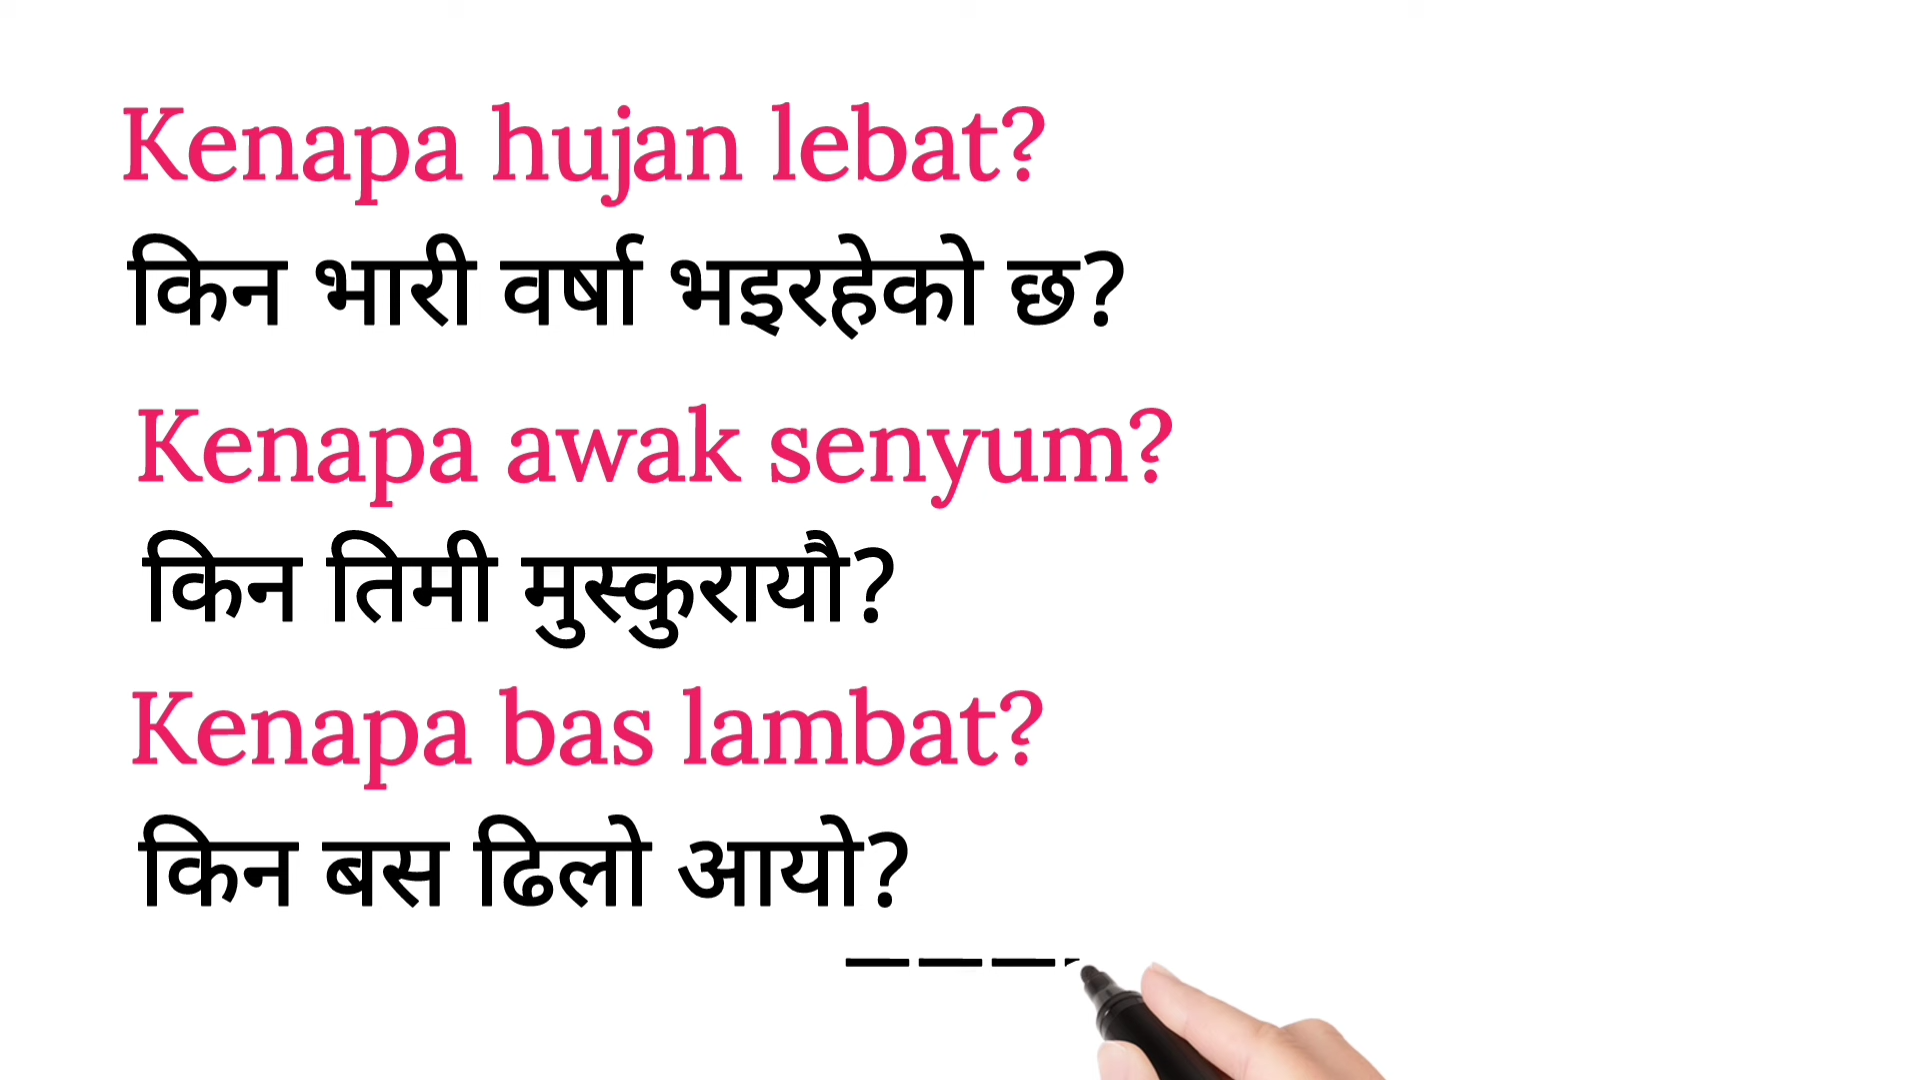 Kenapa hujan lebat?
किन भारी वर्षा भइरहेको छ?
Kenapa awak senyum?
किन तिमी मुस्कुरायौ?
Kenapa bas lambat?
किन बस ढिलो आयो?